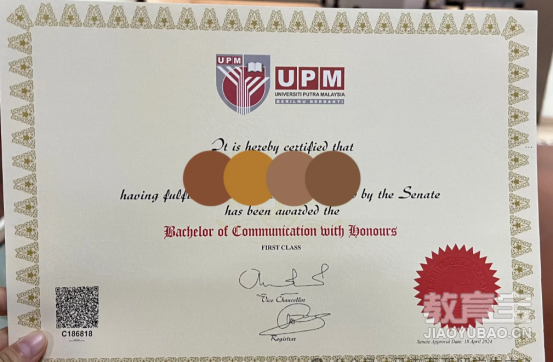 UPM
UPM
UNIVERSITI PUTRA MALAYSIA
BERILMU BERBAKTI
It is hereby certified that
having fulfi by the Senate
has been awarded the
Bachelor of Communication with Honours
FIRST CLASS
Vice Chancellor
Registrar
C186818
Senate Approval Date: 18 April 2024
教育宝
JIAOYUBAO.CN